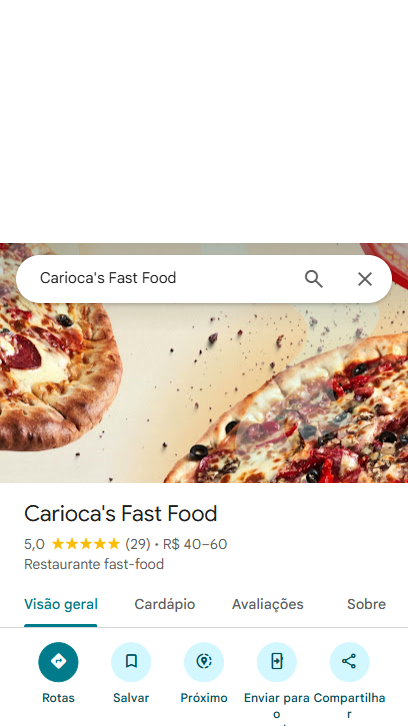 Carioca's Fast Food
Carioca's Fast Food
5,0 ★★★★★ (29) · R$ 40–60
Restaurante fast-food
Visão geral Cardápio Avaliações Sobre
Rotas Salvar Próximo Enviar para o Compartilhar